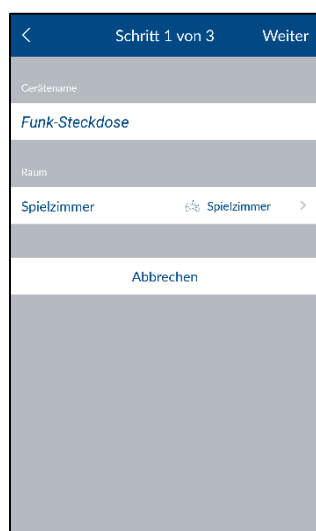 Schritt 1 von 3 Weiter
Gerätename
Funk-Steckdose
Raum
Spielzimmer Spielzimmer
Abbrechen